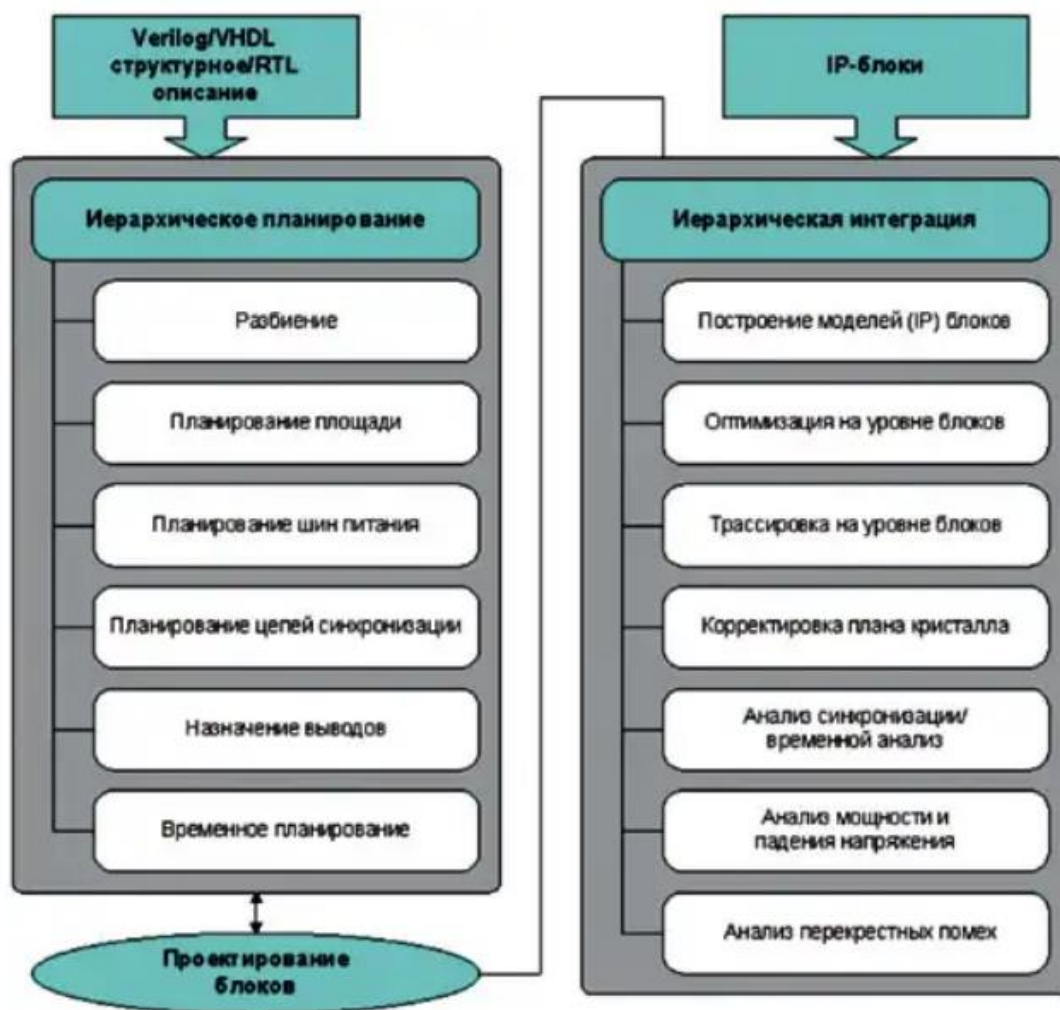 Verilog/VHDL
структурное/RTL
описание
Иерархическое планирование
Разбиение
Планирование площади
Планирование шин питания
Планирование цепей синхронизации
Назначение выводов
Временное планирование
Проектирование
блоков
IP-блоки
Иерархическая интеграция
Построение моделей (IP) блоков
Оптимизация на уровне блоков
Трассировка на уровне блоков
Корректировка плана кристалла
Анализ синхронизации/
временной анализ
Анализ мощности и
падения напряжения
Анализ перекрестных помех